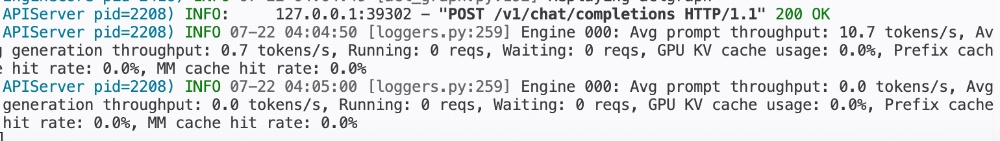 APIServer pid=2208) INFO:     127.0.0.1:39302 - "POST /v1/chat/completions HTTP/1.1" 200 OK
APIServer pid=2208) INFO 07-22 04:04:50 [loggers.py:259] Engine 000: Avg prompt throughput: 10.7 tokens/s, Av
g generation throughput: 0.7 tokens/s, Running: 0 reqs, Waiting: 0 reqs, GPU KV cache usage: 0.0%, Prefix cach
e hit rate: 0.0%, MM cache hit rate: 0.0%
APIServer pid=2208) INFO 07-22 04:05:00 [loggers.py:259] Engine 000: Avg prompt throughput: 0.0 tokens/s, Avg
generation throughput: 0.0 tokens/s, Running: 0 reqs, Waiting: 0 reqs, GPU KV cache usage: 0.0%, Prefix cache
hit rate: 0.0%, MM cache hit rate: 0.0%